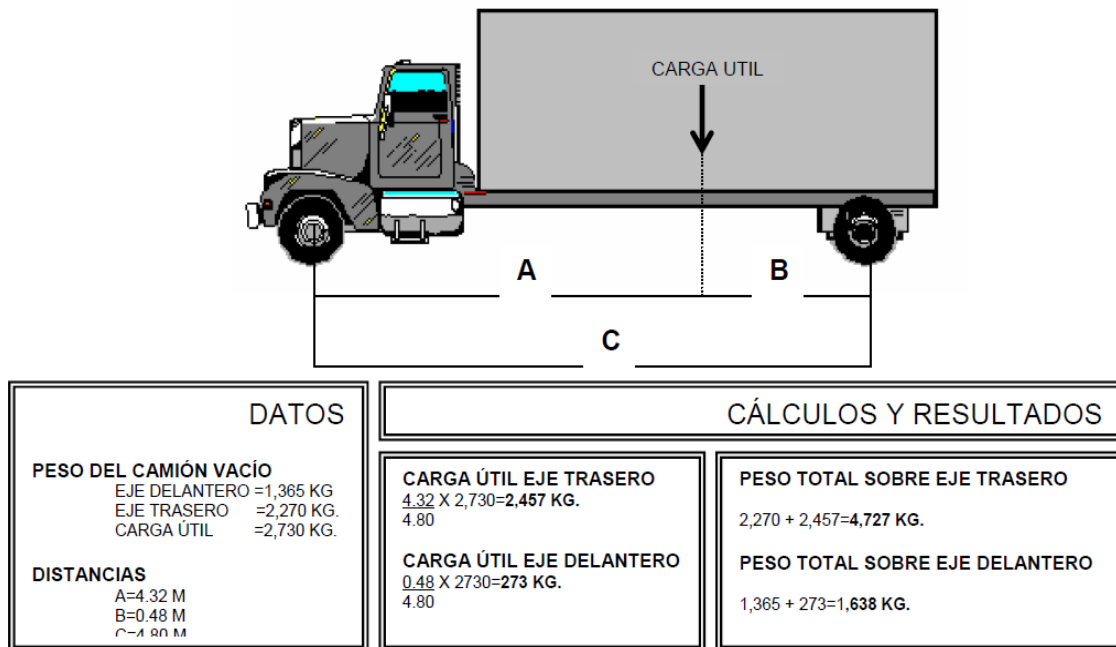 CARGA UTIL
A
B
C
DATOS
PESO DEL CAMIÓN VACÍO
EJE DELANTERO =1,365 KG
EJE TRASERO =2,270 KG.
CARGA ÚTIL =2,730 KG.
DISTANCIAS
A=4.32 M
B=0.48 M
C=4.80 M
CÁLCULOS Y RESULTADOS
CARGA ÚTIL EJE TRASERO
4.32 X 2,730=2,457 KG.
4.80
CARGA ÚTIL EJE DELANTERO
0.48 X 2730=273 KG.
4.80
PESO TOTAL SOBRE EJE TRASERO
2,270 + 2,457=4,727 KG.
PESO TOTAL SOBRE EJE DELANTERO
1,365 + 273=1,638 KG.